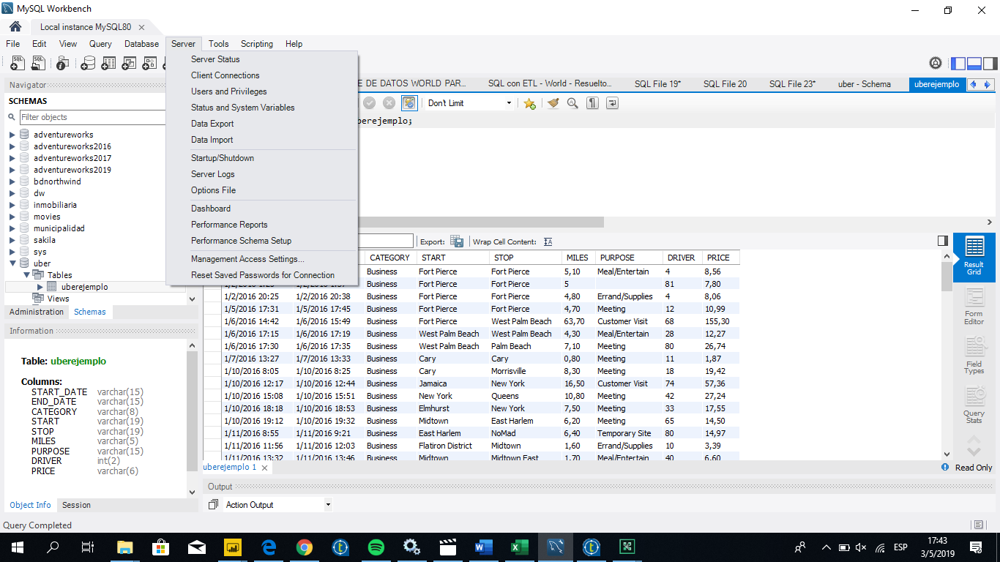 MySQL Workbench
Local instance MySQL80
File Edit View Query Database Server Tools Scripting Help
Server Status
Client Connections
Users and Privileges
Status and System Variables
Data Export
Data Import
Startup/Shutdown
Server Logs
Options File
Dashboard
Performance Reports
Performance Schema Setup
Management Access Settings...
Reset Saved Passwords for Connection
E DE DATOS WORLD PAR... SQL con ETL - World - Resuelto... SQL File 19* SQL File 20 SQL File 23* uber - Schema uberejemplo
Don't Limit
berejemplo;
Navigator
SCHEMAS
Filter objects
adventureworks
adventureworks2016
adventureworks2017
adventureworks2019
bdnorthwind
dw
inmobiliaria
movies
municipalidad
sakila
sys
uber
Tables
uberejemplo
Views
Administration Schemas
Information
Table: uberejemplo
Columns:
START_DATE varchar(15)
END_DATE varchar(15)
CATEGORY varchar(8)
START varchar(19)
STOP varchar(19)
MILES varchar(5)
PURPOSE varchar(15)
DRIVER int(2)
PRICE varchar(6)
Object Info Session
Export: Wrap Cell Content:
CATEGORY START STOP MILES PURPOSE DRIVER PRICE
Business Fort Pierce Fort Pierce 5,10 Meal/Entertain 4 8,56
Business Fort Pierce Fort Pierce 5 81 7,80
1/2/2016 20:25 1/2/2016 20:38 Business Fort Pierce Fort Pierce 4,80 Errand/Supplies 4 8,06
1/5/2016 17:31 1/5/2016 17:45 Business Fort Pierce Fort Pierce 4,70 Meeting 12 10,99
1/6/2016 14:42 1/6/2016 15:49 Business Fort Pierce West Palm Beach 63,70 Customer Visit 68 155,30
1/6/2016 17:15 1/6/2016 17:19 Business West Palm Beach West Palm Beach 4,30 Meal/Entertain 28 12,27
1/6/2016 17:30 1/6/2016 17:35 Business West Palm Beach Palm Beach 7,10 Meeting 80 26,74
1/7/2016 13:27 1/7/2016 13:33 Business Cary Cary 0,80 Meeting 11 1,87
1/10/2016 8:05 1/10/2016 8:25 Business Cary Morrisville 8,30 Meeting 18 19,42
1/10/2016 12:17 1/10/2016 12:44 Business Jamaica New York 16,50 Customer Visit 74 57,36
1/10/2016 15:08 1/10/2016 15:51 Business New York Queens 10,80 Meeting 42 27,24
1/10/2016 18:18 1/10/2016 18:53 Business Elmhurst New York 7,50 Meeting 33 17,55
1/10/2016 19:12 1/10/2016 19:32 Business Midtown East Harlem 6,20 Meeting 65 14,50
1/11/2016 8:55 1/11/2016 9:21 Business East Harlem NoMad 6,40 Temporary Site 80 14,97
1/11/2016 11:56 1/11/2016 12:03 Business Flatiron District Midtown 1,60 Errand/Supplies 10 3,39
1/11/2016 13:32 1/11/2016 13:46 Business Midtown Midtown East 1,70 Meal/Entertain 40 6,60
Result Grid
Form Editor
Field Types
Query Stats
uberejemplo 1
Read Only
Output
Action Output
Query Completed
ESP
17:43
3/5/2019